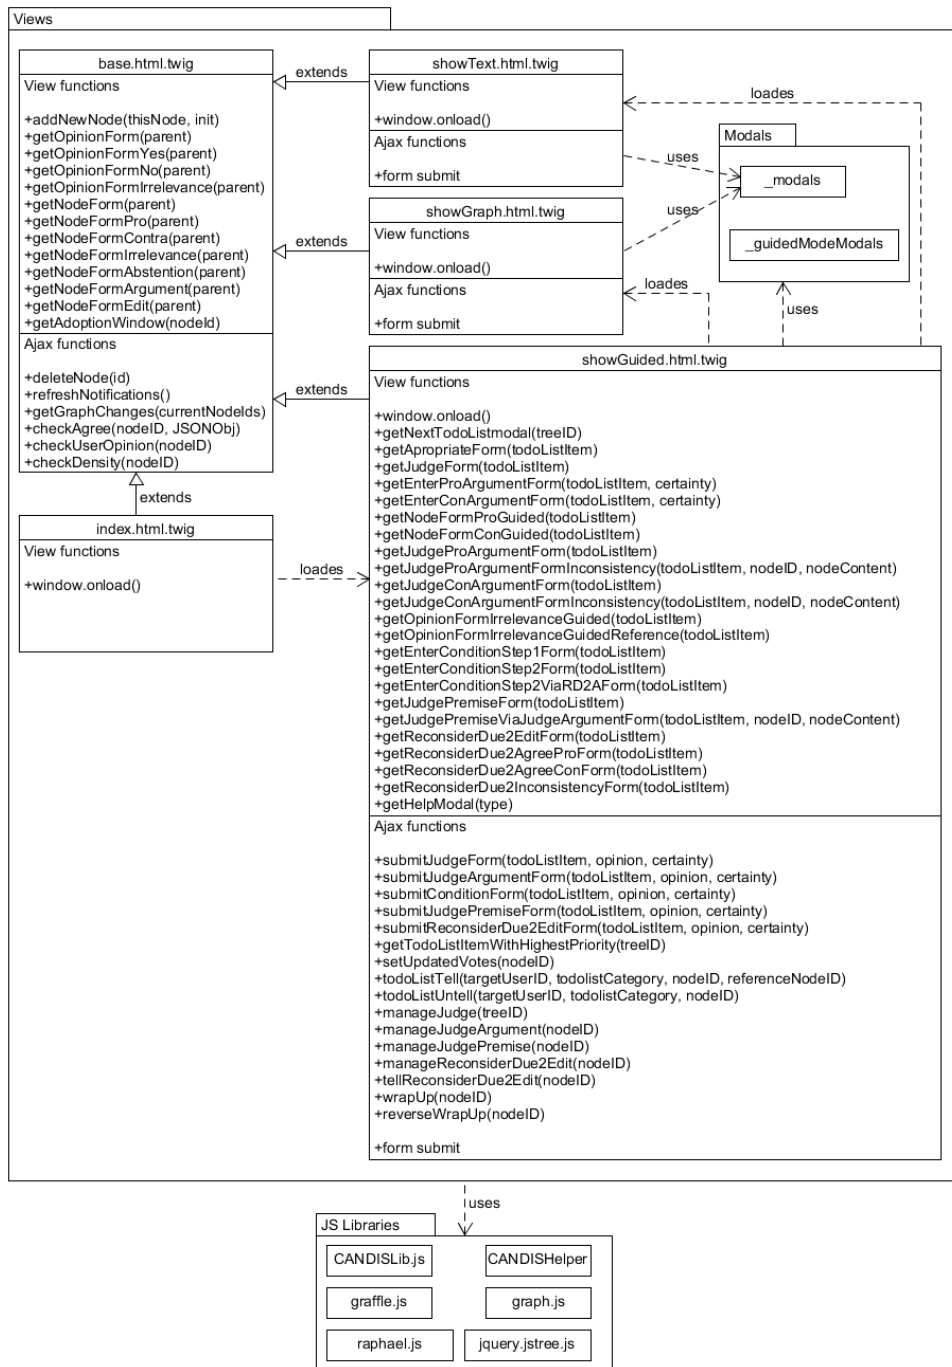 Views
base.html.twig
View functions
+addNewNode(thisNode, init)
+getOpinionForm(parent)
+getOpinionFormYes(parent)
+getOpinionFormNo(parent)
+getOpinionFormIrrelevance(parent)
+getNodeForm(parent)
+getNodeFormPro(parent)
+getNodeFormContra(parent)
+getNodeFormIrrelevance(parent)
+getNodeFormAbstention(parent)
+getNodeFormArgument(parent)
+getNodeFormEdit(parent)
+getAdoptionWindow(nodeId)
Ajax functions
+deleteNode(id)
+refreshNotifications()
+getGraphChanges(currentNodeIds)
+checkAgree(nodeID, JSONObj)
+checkUserOpinion(nodeID)
+checkDensity(nodeID)
extends
index.html.twig
View functions
+window.onload()
loades
extends
showText.html.twig
View functions
+window.onload()
Ajax functions
+form submit
extends
showGraph.html.twig
View functions
+window.onload()
Ajax functions
+form submit
loades
uses
uses
Modals
_modals
_guidedModeModals
loades
uses
extends
showGuided.html.twig
View functions
+window.onload()
+getNextTodoListmodal(treeID)
+getApropriateForm(todoListItem)
+getJudgeForm(todoListItem)
+getEnterProArgumentForm(todoListItem, certainty)
+getEnterConArgumentForm(todoListItem, certainty)
+getNodeFormProGuided(todoListItem)
+getNodeFormConGuided(todoListItem)
+getJudgeProArgumentForm(todoListItem)
+getJudgeProArgumentFormInconsistency(todoListItem, nodeID, nodeContent)
+getJudgeConArgumentForm(todoListItem)
+getJudgeConArgumentFormInconsistency(todoListItem, nodeID, nodeContent)
+getOpinionFormIrrelevanceGuided(todoListItem)
+getOpinionFormIrrelevanceGuidedReference(todoListItem)
+getEnterConditionStep1Form(todoListItem)
+getEnterConditionStep2Form(todoListItem)
+getEnterConditionStep2ViaRD2AForm(todoListItem)
+getJudgePremiseForm(todoListItem)
+getJudgePremiseViaJudgeArgumentForm(todoListItem, nodeID, nodeContent)
+getReconsiderDue2EditForm(todoListItem)
+getReconsiderDue2AgreeProForm(todoListItem)
+getReconsiderDue2AgreeConForm(todoListItem)
+getReconsiderDue2InconsistencyForm(todoListItem)
+getHelpModal(type)
Ajax functions
+submitJudgeForm(todoListItem, opinion, certainty)
+submitJudgeArgumentForm(todoListItem, opinion, certainty)
+submitConditionForm(todoListItem, opinion, certainty)
+submitJudgePremiseForm(todoListItem, opinion, certainty)
+submitReconsiderDue2EditForm(todoListItem, opinion, certainty)
+getTodoListItemWithHighestPriority(treeID)
+setUpdatedVotes(nodeID)
+todoListTell(targetUserID, todolistCategory, nodeID, referenceNodeID)
+todoListUntell(targetUserID, todolistCategory, nodeID)
+manageJudge(treeID)
+manageJudgeArgument(nodeID)
+manageJudgePremise(nodeID)
+manageReconsiderDue2Edit(nodeID)
+tellReconsiderDue2Edit(nodeID)
+wrapUp(nodeID)
+reverseWrapUp(nodeID)
+form submit
uses
JS Libraries
CANDISLib.js
CANDISHelper
graffle.js
graph.js
raphael.js
jquery.jstree.js